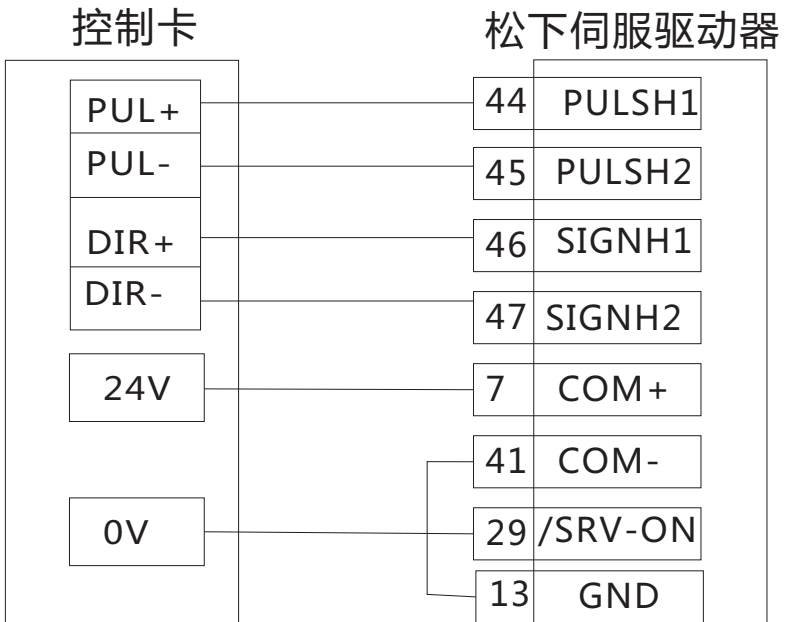 控制卡 松下伺服驱动器
PUL+ 44 PULSH1
PUL- 45 PULSH2
DIR+ 46 SIGNH1
DIR- 47 SIGNH2
24V 7 COM+
41 COM-
0V 29 /SRV-ON
13 GND